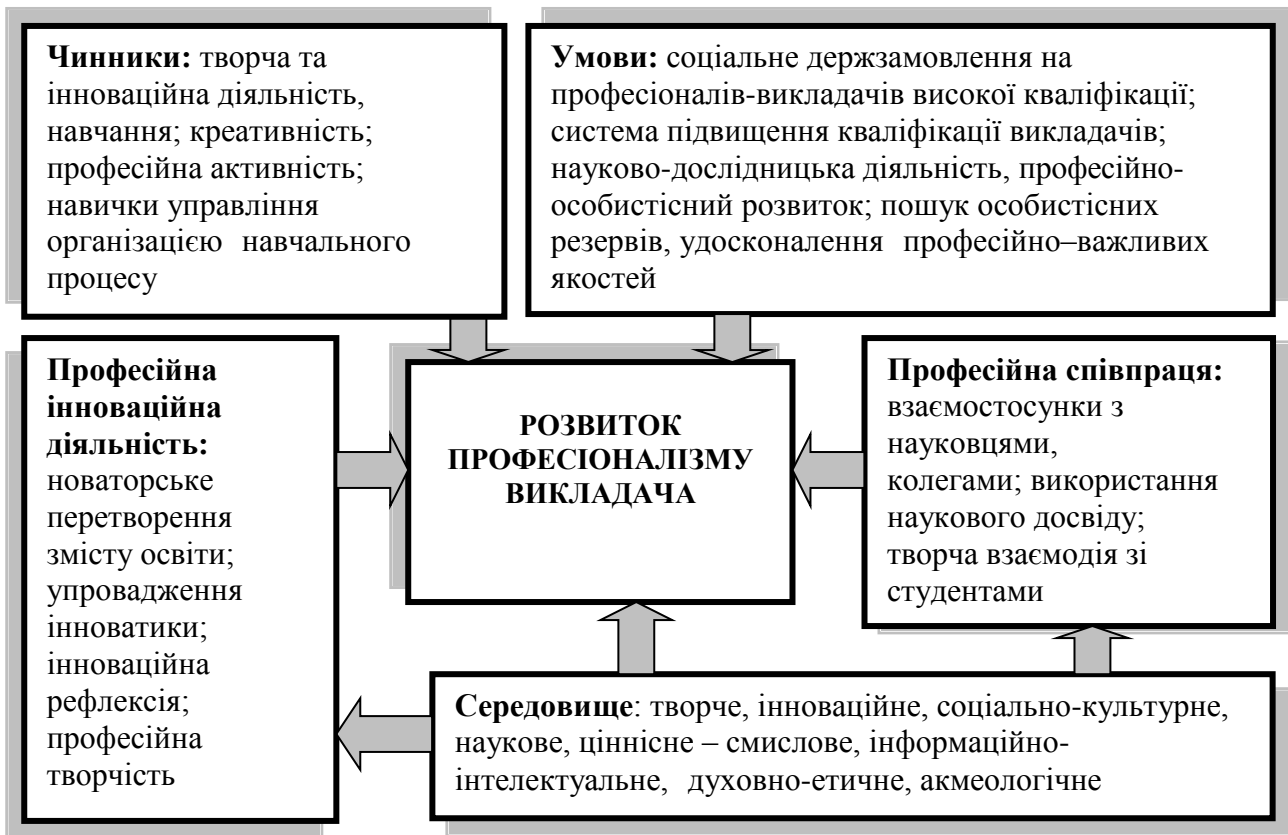 Чинники: творча та
інноваційна діяльність,
навчання; креативність;
професійна активність;
навички управління
організацією навчального
процесу
Умови: соціальне держзамовлення на
професіоналів-викладачів високої кваліфікації;
система підвищення кваліфікації викладачів;
науково-дослідницька діяльність, професійно-
особистісний розвиток; пошук особистісних
резервів, удосконалення професійно–важливих
якостей
Професійна
інноваційна
діяльність:
новаторське
перетворення
змісту освіти;
упровадження
інноватики;
інноваційна
рефлексія;
професійна
творчість
РОЗВИТОК
ПРОФЕСІОНАЛІЗМУ
ВИКЛАДАЧА
Професійна співпраця:
взаємостосунки з
науковцями,
колегами; використання
наукового досвіду;
творча взаємодія зі
студентами
Середовище: творче, інноваційне, соціально-культурне,
наукове, ціннісне – смислове, інформаційно-
інтелектуальне, духовно-етичне, акмеологічне